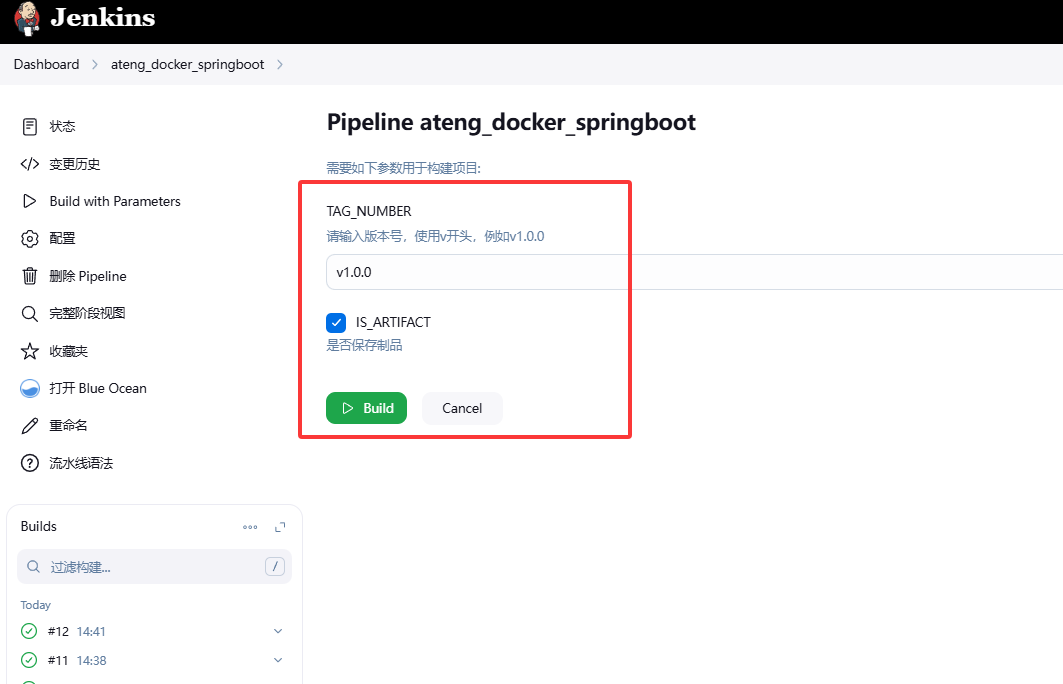 Jenkins
Dashboard
ateng_docker_springboot
状态
变更历史
Build with Parameters
配置
删除 Pipeline
完整阶段视图
收藏夹
打开 Blue Ocean
重命名
流水线语法
Builds
过滤构建...
/
Today
#12 14:41
#11 14:38
Pipeline ateng_docker_springboot
需要如下参数用于构建项目:
TAG_NUMBER
请输入版本号，使用v开头，例如v1.0.0
v1.0.0
IS_ARTIFACT
是否保存制品
Build
Cancel